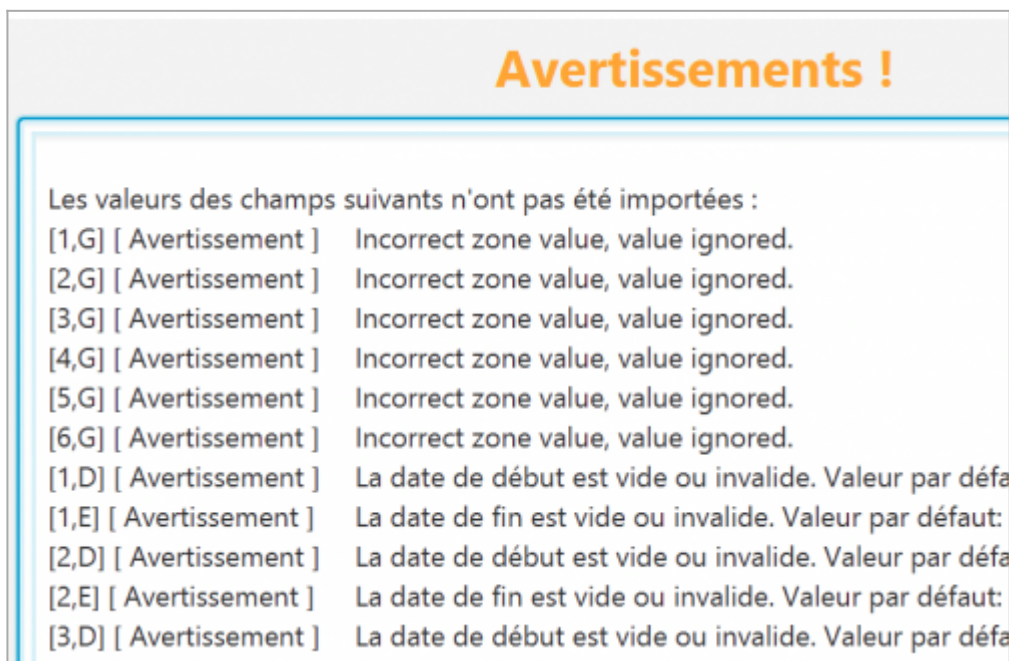 Avertissements !
Les valeurs des champs suivants n'ont pas été importées :
[1,G] [ Avertissement ] Incorrect zone value, value ignored.
[2,G] [ Avertissement ] Incorrect zone value, value ignored.
[3,G] [ Avertissement ] Incorrect zone value, value ignored.
[4,G] [ Avertissement ] Incorrect zone value, value ignored.
[5,G] [ Avertissement ] Incorrect zone value, value ignored.
[6,G] [ Avertissement ] Incorrect zone value, value ignored.
[1,D] [ Avertissement ] La date de début est vide ou invalide. Valeur par défa
[1,E] [ Avertissement ] La date de fin est vide ou invalide. Valeur par défaut:
[2,D] [ Avertissement ] La date de début est vide ou invalide. Valeur par défa
[2,E] [ Avertissement ] La date de fin est vide ou invalide. Valeur par défaut:
[3,D] [ Avertissement ] La date de début est vide ou invalide. Valeur par défa